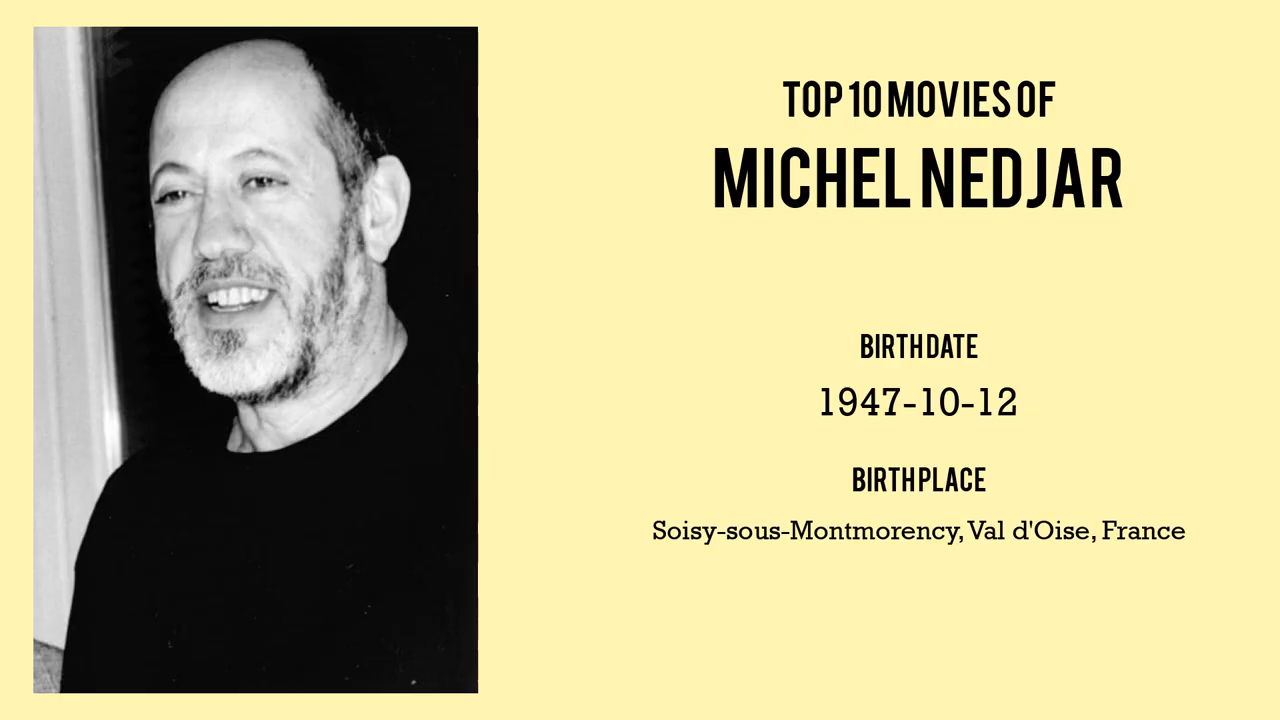 TOP 10 MOVIES OF
MICHEL NEDJAR
BIRTHDATE
1947-10-12
BIRTHPLACE
Soisy-sous-Montmorency, Val d'Oise, France